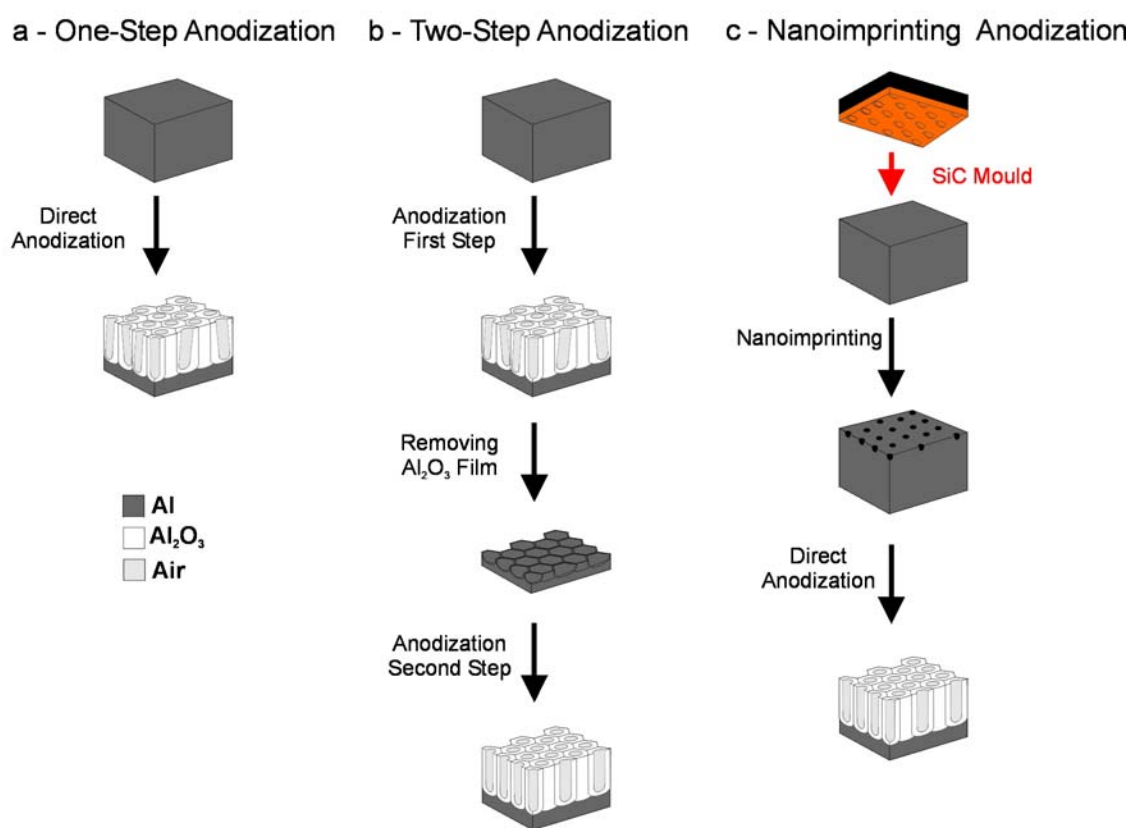 a - One-Step Anodization
Direct
Anodization
Al
Al₂O₃
Air
b - Two-Step Anodization
Anodization
First Step
Removing
Al₂O₃ Film
Anodization
Second Step
c - Nanoimprinting Anodization
SiC Mould
Nanoimprinting
Direct
Anodization